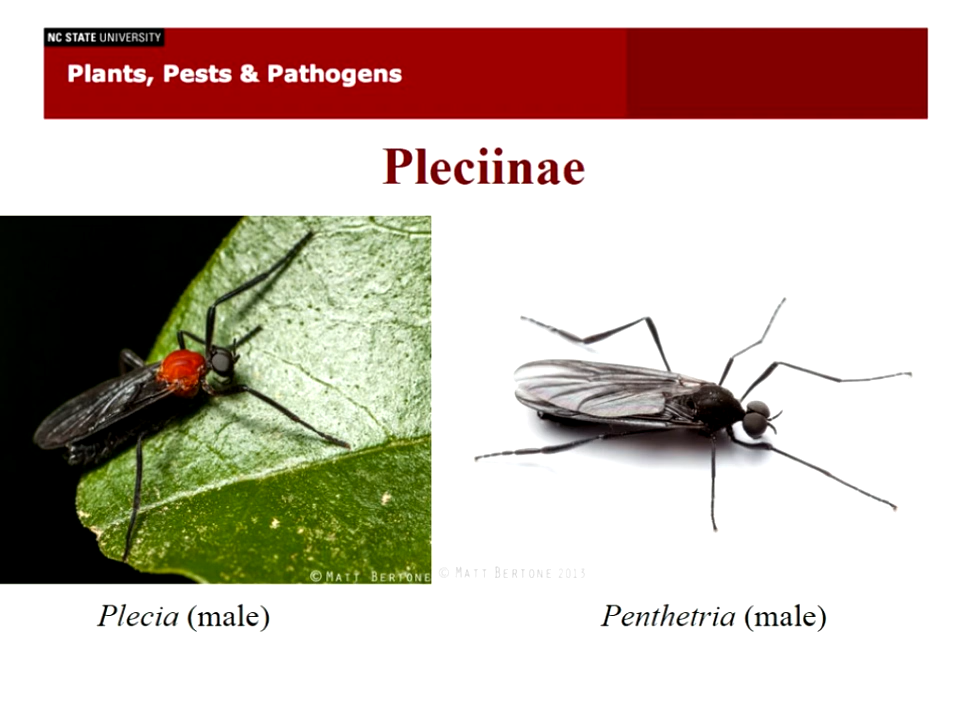 NC STATE UNIVERSITY
Plants, Pests & Pathogens
Pleciinae
© MATT BERTONE
© MATT BERTONE 2013
Plecia (male)
Penthetria (male)